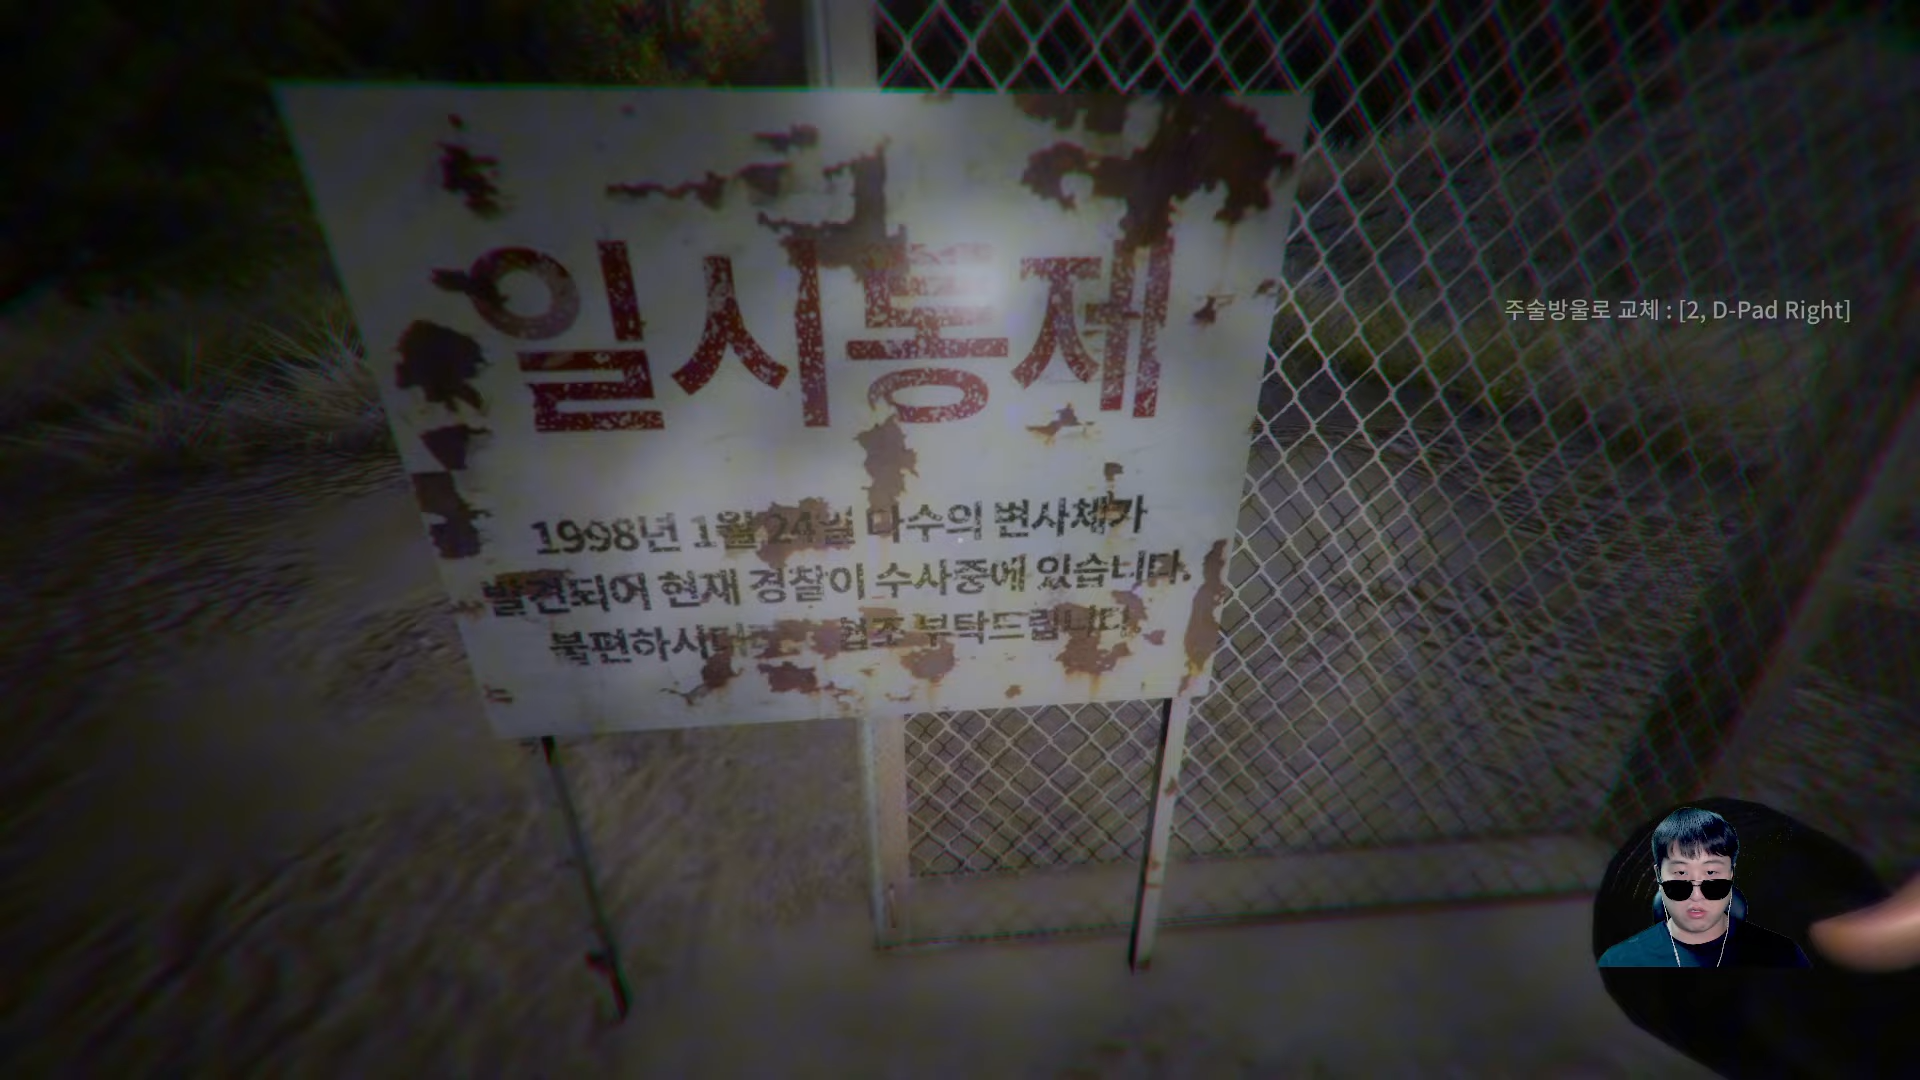 일시통제
1998년 1월 24일 다수의 변사체가
발견되어 현재 경찰이 수사중에 있습니다.
불편하시더라도 협조 부탁드립니다.
주술방울로 교체 : [2, D-Pad Right]